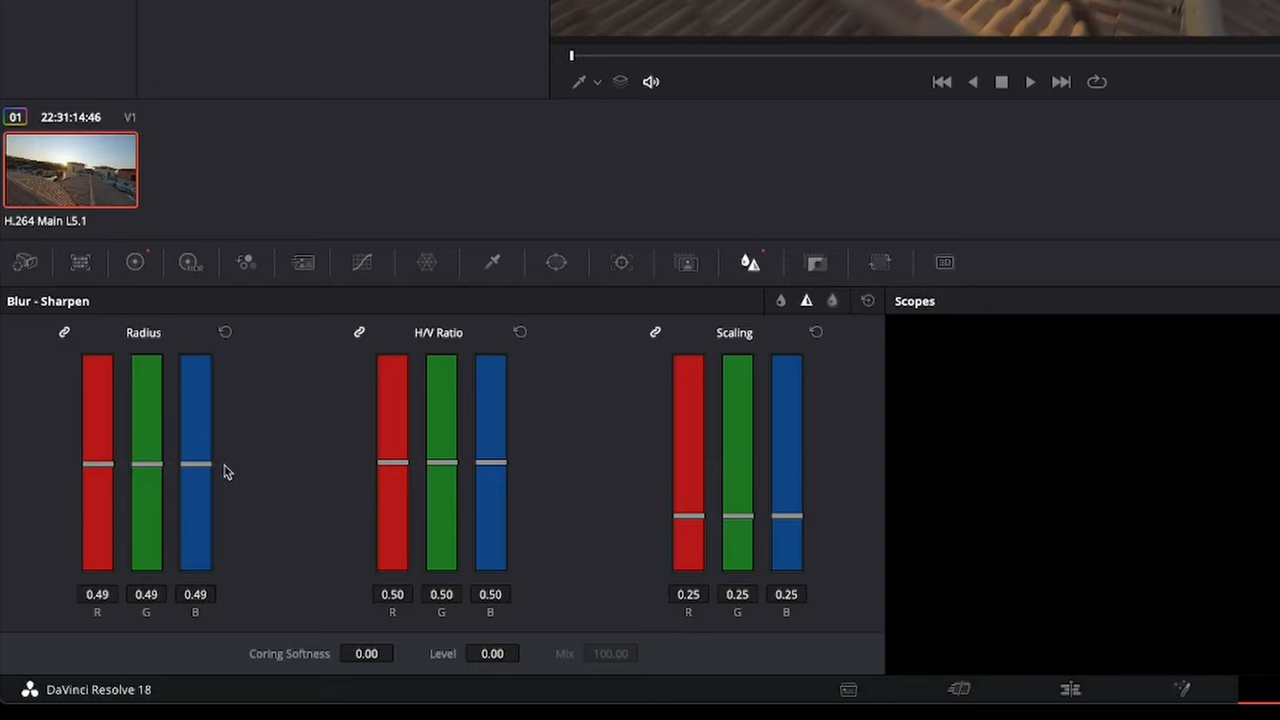 01 22:31:14:46 V1
H.264 Main L5.1
HDR
3D
Blur - Sharpen
Scopes
Radius H/V Ratio Scaling
0.49 0.49 0.49 0.50 0.50 0.50 0.25 0.25 0.25
R G B R G B R G B
Coring Softness 0.00 Level 0.00 Mix 100.00
DaVinci Resolve 18